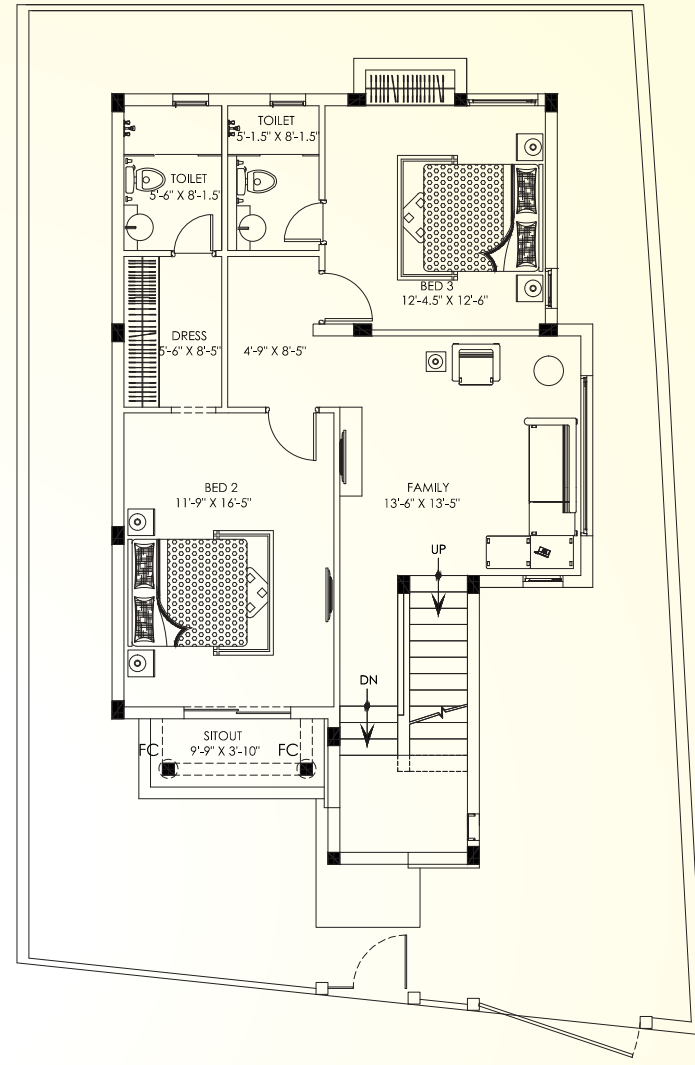 TOILET
5'-1.5" X 8'-1.5"
TOILET
5'-6" X 8'-1.5"
BED 3
12'-4.5" X 12'-6"
DRESS
5'-6" X 8'-5"
4'-9" X 8'-5"
BED 2
11'-9" X 16'-5"
FAMILY
13'-6" X 13'-5"
UP
DN
SITOUT
FC
9'-9" X 3'-10"
FC